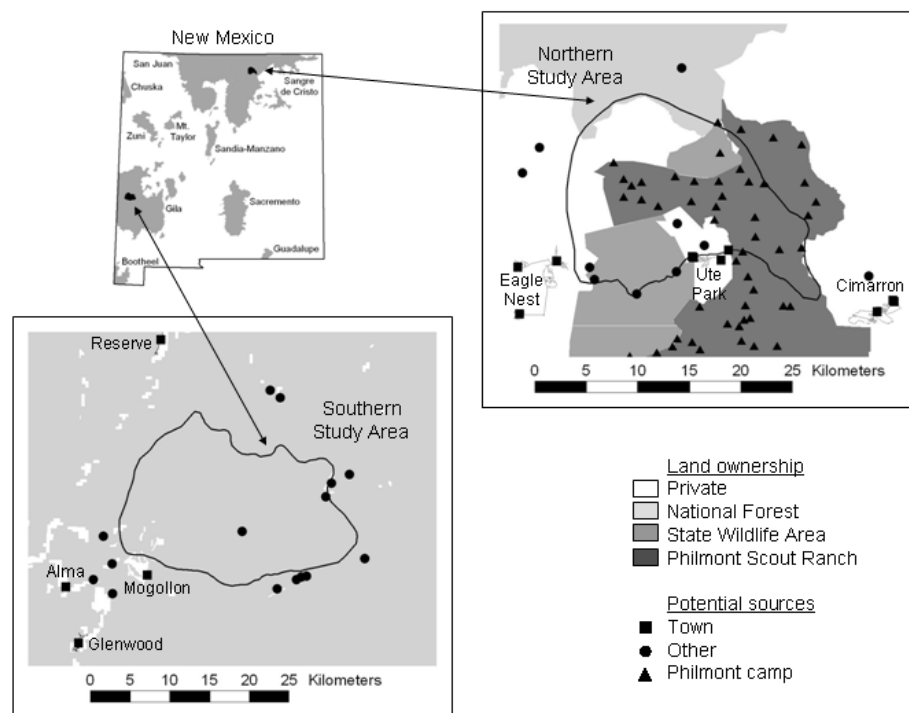 New Mexico
San Juan
Chuska
Sangre
de Cristo
Zuni
Mt.
Taylor
Sandia-Manzano
Gila
Sacremento
Guadalupe
Bootheel
Northern
Study Area
Eagle
Nest
Ute
Park
Cimarron
0 5 10 15 20 25 Kilometers
Reserve
Southern
Study Area
Alma
Mogollon
Glenwood
0 5 10 15 20 25 Kilometers
Land ownership
Private
National Forest
State Wildlife Area
Philmont Scout Ranch
Potential sources
Town
Other
Philmont camp